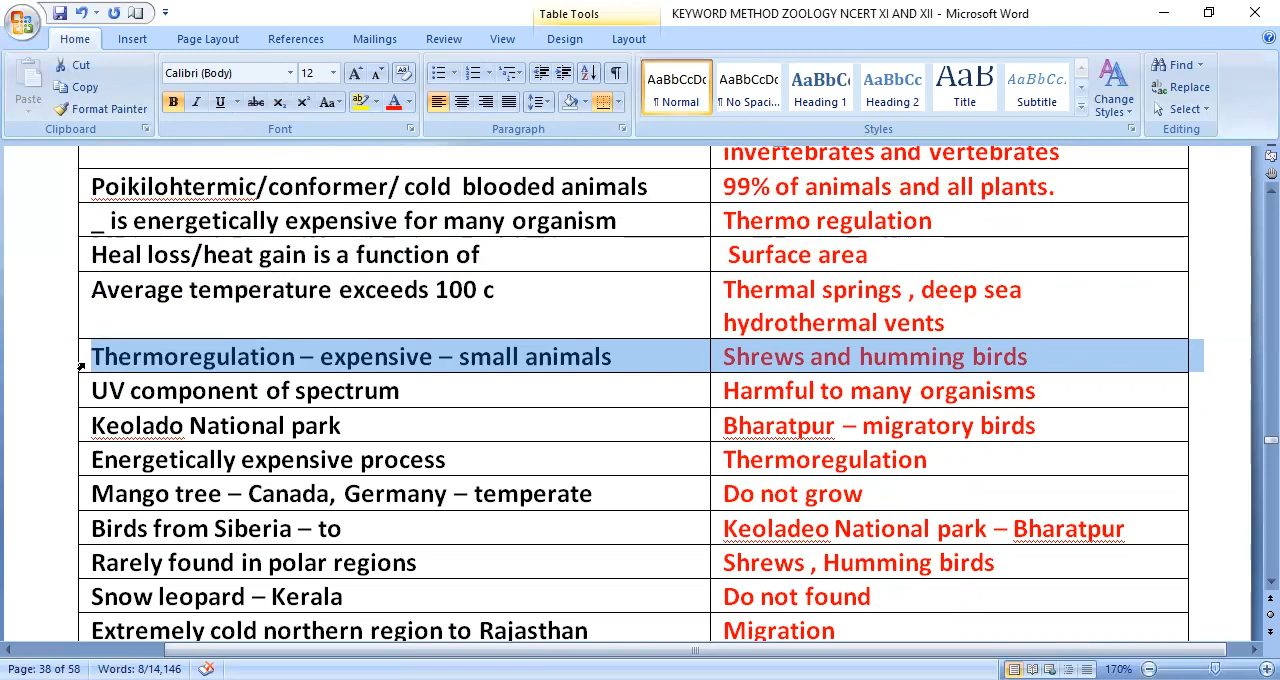 Table Tools
KEYWORD METHOD ZOOLOGY NCERT XI AND XII - Microsoft Word
Home Insert Page Layout References Mailings Review View Design Layout
Paste
Cut
Copy
Format Painter
Clipboard
Calibri (Body) 12
Font
Paragraph
AaBbCcDc AaBbCcDc AaBbC( AaBbCc AaB AaBbCc.
¶ Normal ¶ No Spaci... Heading 1 Heading 2 Title Subtitle
Change
Styles
Styles
Find
Replace
Select
Editing
invertebrates and vertebrates
Poikilohtermic/conformer/ cold blooded animals 99% of animals and all plants.
_ is energetically expensive for many organism Thermo regulation
Heal loss/heat gain is a function of Surface area
Average temperature exceeds 100 c Thermal springs , deep sea
hydrothermal vents
Thermoregulation – expensive – small animals Shrews and humming birds
UV component of spectrum Harmful to many organisms
Keolado National park Bharatpur – migratory birds
Energetically expensive process Thermoregulation
Mango tree – Canada, Germany – temperate Do not grow
Birds from Siberia – to Keoladeo National park – Bharatpur
Rarely found in polar regions Shrews , Humming birds
Snow leopard – Kerala Do not found
Extremely cold northern region to Rajasthan Migration
Page: 38 of 58 Words: 8/14,146 170%